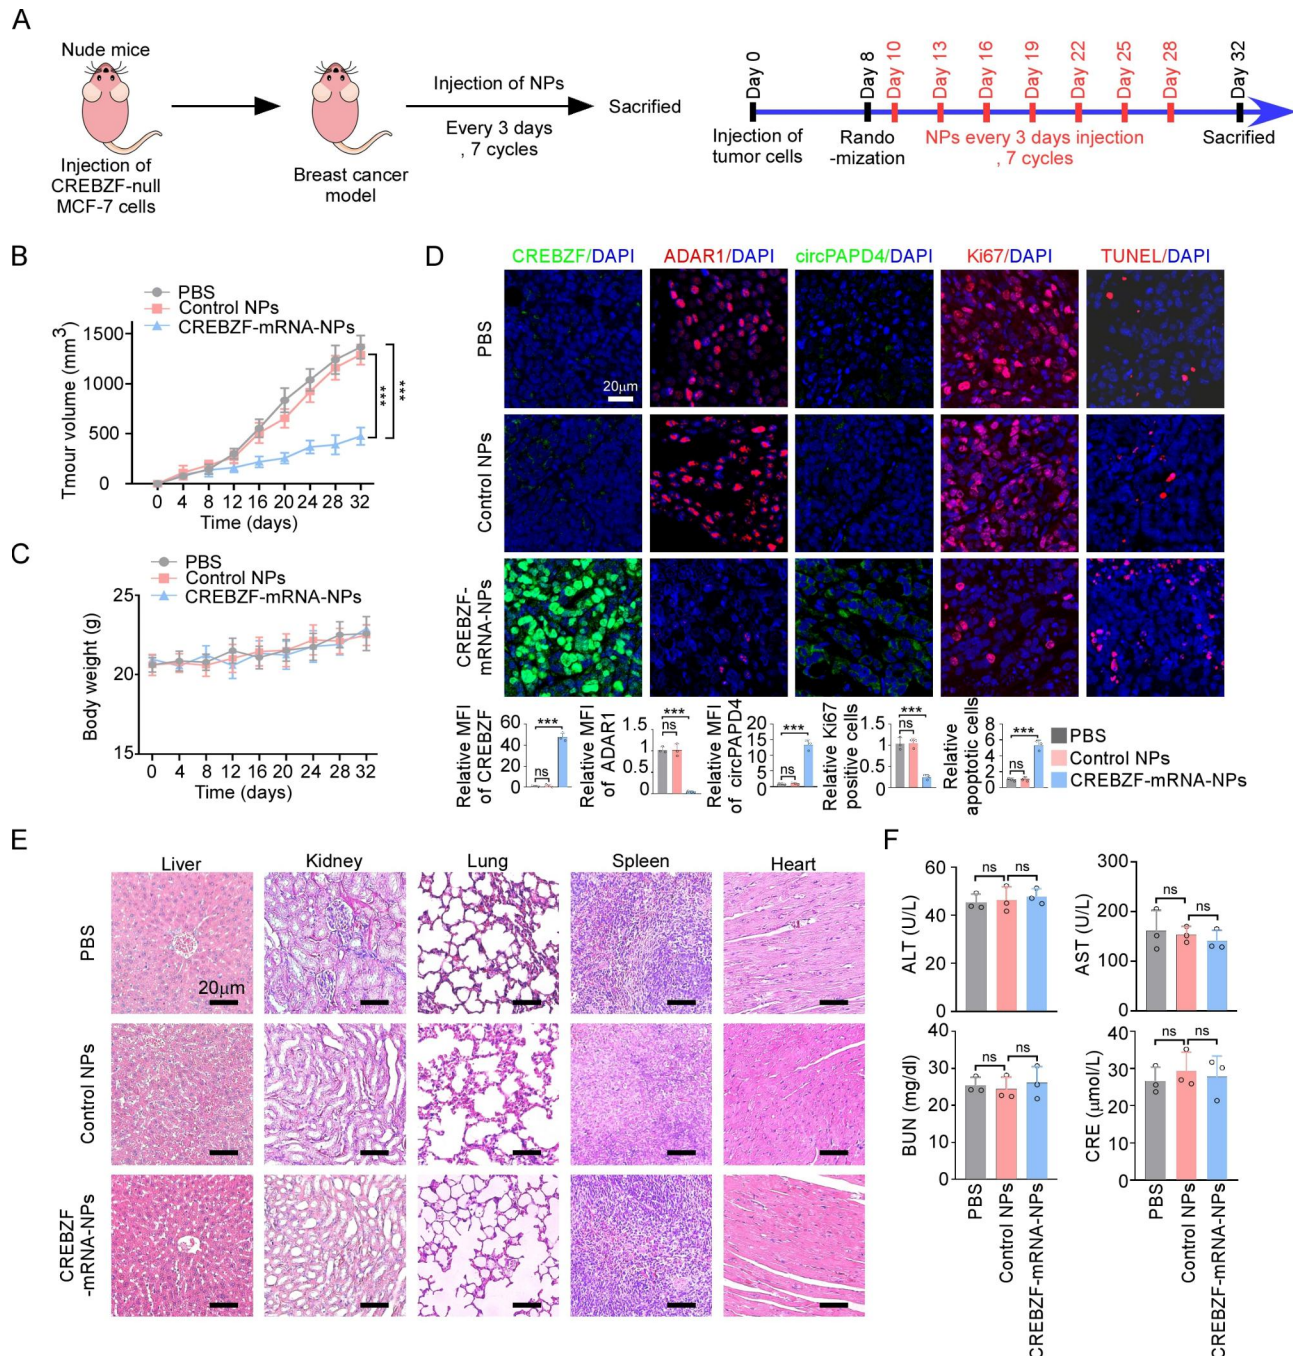 A
Nude mice
Injection of
CREBZF-null
MCF-7 cells
Breast cancer
model
Injection of NPs
Every 3 days
, 7 cycles
Sacrificed
Day 0
Day 8
Day 10
Day 13
Day 16
Day 19
Day 22
Day 25
Day 28
Day 32
Injection of
tumor cells
Rando
-mization
NPs every 3 days injection
, 7 cycles
Sacrificed
B
PBS
Control NPs
CREBZF-mRNA-NPs
Tmour volume (mm3)
1500
1000
500
0
0 4 8 12 16 20 24 28 32
Time (days)
***
***
C
PBS
Control NPs
CREBZF-mRNA-NPs
Body weight (g)
25
20
15
0 4 8 12 16 20 24 28 32
Time (days)
D
CREBZF/DAPI ADAR1/DAPI circPAPD4/DAPI Ki67/DAPI TUNEL/DAPI
PBS
20μm
Control NPs
CREBZF-
mRNA-NPs
Relative MFI
of CREBZF
60
40
20
0
ns
***
Relative MFI
of ADAR1
1.5
1
0.5
0
***
ns
Relative MFI
of circPAPD4
20
15
10
5
0
***
ns
Relative Ki67
positive cells
1.5
1
0.5
0
***
ns
Relative
apoptotic cells
8
6
4
2
0
***
ns
PBS
Control NPs
CREBZF-mRNA-NPs
E
Liver Kidney Lung Spleen Heart
PBS
20μm
Control NPs
CREBZF
-mRNA-NPs
F
ALT (U/L)
60
40
20
0
ns ns
AST (U/L)
300
200
100
0
ns ns
BUN (mg/dl)
40
30
20
10
0
ns ns
PBS
Control NPs
CREBZF-mRNA-NPs
CRE (μmol/L)
40
30
20
10
0
ns ns
PBS
Control NPs
CREBZF-mRNA-NPs